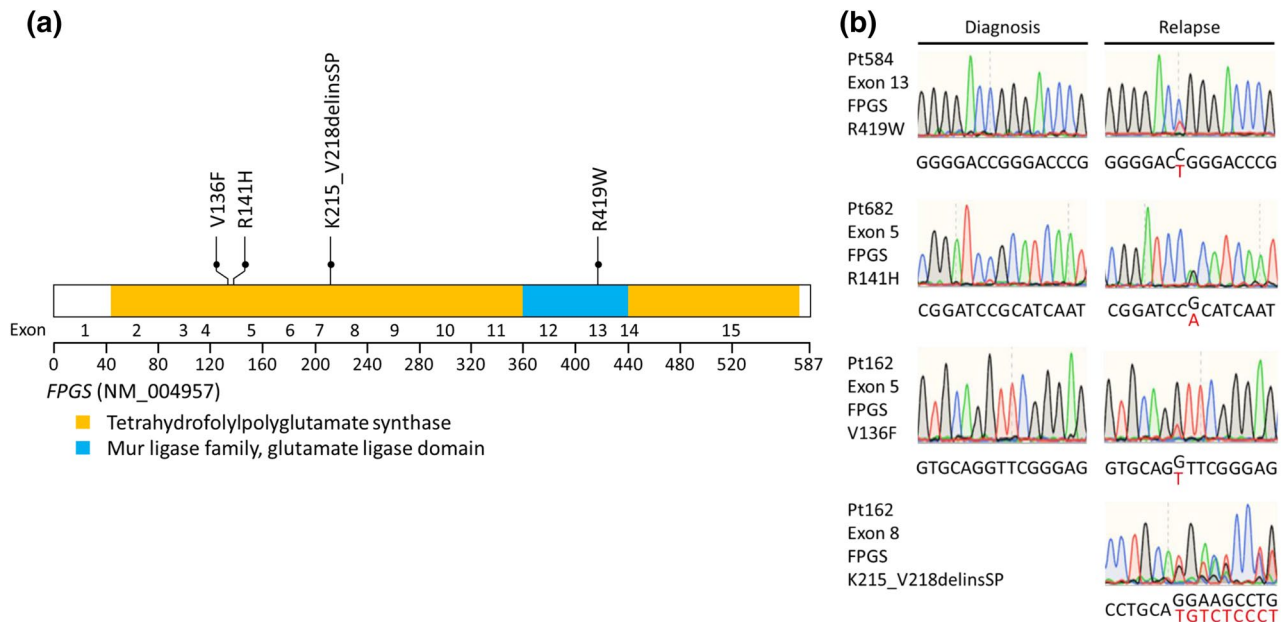 (a)
V136F
R141H
K215_V218delinsSP
R419W
Exon 1 2 3 4 5 6 7 8 9 10 11 12 13 14 15
0 40 80 120 160 200 240 280 320 360 400 440 480 520 587
FPGS (NM_004957)
Tetrahydrofolylpolyglutamate synthase
Mur ligase family, glutamate ligase domain
(b)
Diagnosis Relapse
Pt584
Exon 13
FPGS
R419W
GGGGACCGGGACCCG
GGGGACCGGGACCCG
T
Pt682
Exon 5
FPGS
R141H
CGGATCCGCATCAAT
CGGATCCGCATCAAT
A
Pt162
Exon 5
FPGS
V136F
GTGCAGGTTCGGGAG
GTGCAGGTTCGGGAG
T
Pt162
Exon 8
FPGS
K215_V218delinsSP
CCTGCAGGAAGCCTG
TGTCTCCCT